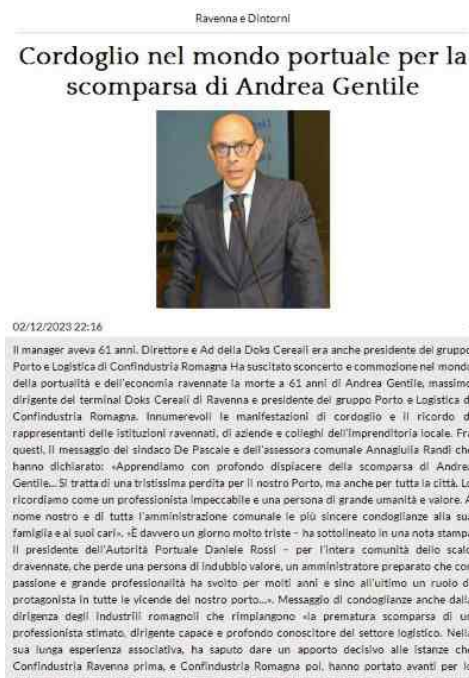 Ravenna e Dintorni
Cordoglio nel mondo portuale per la
scomparsa di Andrea Gentile
02/12/2023 22:16
Il manager aveva 61 anni. Direttore e Ad della Doks Cereali era anche presidente del gruppo
Porto e Logistica di Confindustria Romagna Ha suscitato sconcerto e commozione nel mondo
della portualità e dell'economia ravennate la morte a 61 anni di Andrea Gentile, massimo
dirigente del terminal Doks Cereali di Ravenna e presidente del gruppo Porto e Logistica d
Confindustria Romagna. Innumerevoli le manifestazioni di cordoglio e il ricordo d
rappresentanti delle istituzioni ravennati, di aziende e colleghi dell'imprenditoria locale. Fra
questi, il messaggio del sindaco De Pascale e dell'assessora comunale Annagiulia Randi che
hanno dichiarato: «Apprendiamo con profondo dispiacere della scomparsa di Andrea
Gentile... Si tratta di una tristissima perdita per il nostro Porto, ma anche per tutta la città. Lo
ricordiamo come un professionista impeccabile e una persona di grande umanità e valore. A
nome nostro e di tutta l'amministrazione comunale le più sincere condoglianze alla sua
famiglia e ai suoi cari». «È davvero un giorno molto triste – ha sottolineato in una nota stampa
il presidente dell'Autorità Portuale Daniele Rossi – per l'intera comunità dello scalo
dravennate, che perde una persona di indubbio valore, un amministratore preparato che con
passione e grande professionalità ha svolto per molti anni e sino all'ultimo un ruolo d
protagonista in tutte le vicende del nostro porto...». Messaggio di condoglianze anche dalla
dirigenza degli industrili romagnoli che rimpiangono «la prematura scomparsa di un
professionista stimato, dirigente capace e profondo conoscitore del settore logistico. Nella
sua lunga esperienza associativa, ha saputo dare un apporto decisivo alle istanze che
Confindustria Ravenna prima, e Confindustria Romagna poi, hanno portato avanti per lo